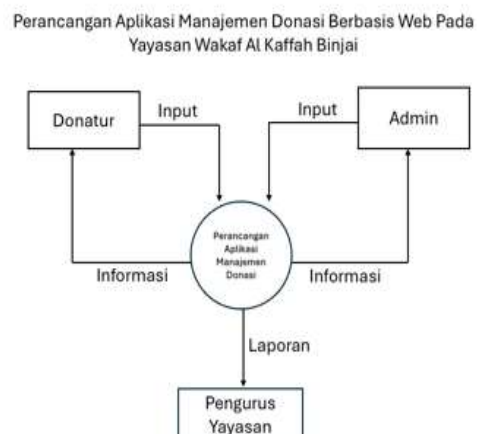 Perancangan Aplikasi Manajemen Donasi Berbasis Web Pada
Yayasan Wakaf Al Kaffah Binjai
Donatur
Input
Input
Admin
Perancangan
Aplikasi
Manajemen
Donasi
Informasi
Informasi
Laporan
Pengurus
Yayasan